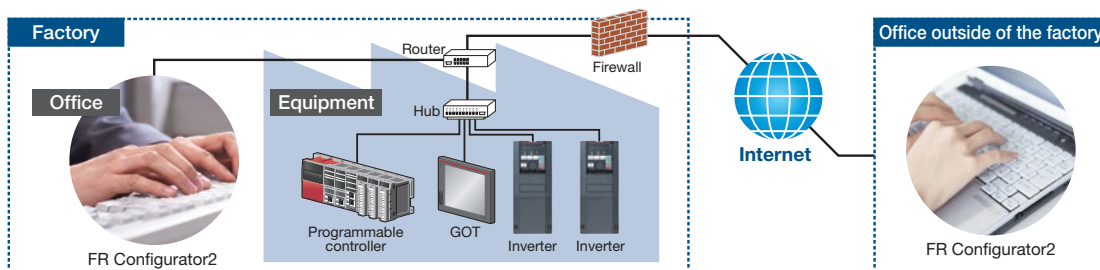 Factory
Office
FR Configurator2
Equipment
Router
Hub
Programmable
controller
GOT
Inverter
Inverter
Firewall
Internet
Office outside of the factory
FR Configurator2